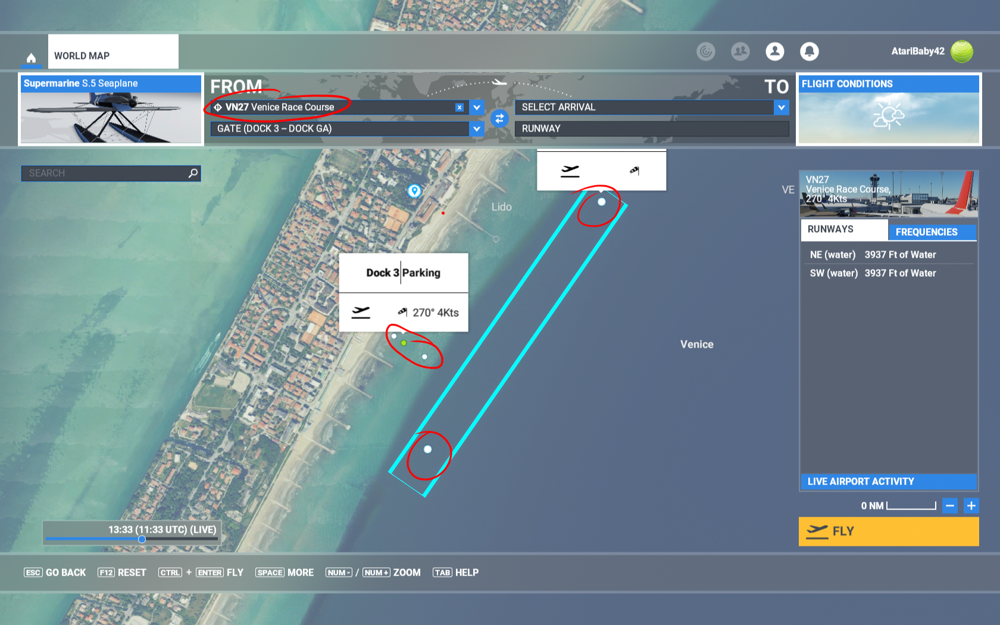 WORLD MAP
AtariBaby42
Supermarine S.5 Seaplane
FROM
TO
VN27 Venice Race Course
SELECT ARRIVAL
GATE (DOCK 3 – DOCK GA)
RUNWAY
FLIGHT CONDITIONS
SEARCH
Lido
VE
VN27
Venice Race Course,
270° 4Kts
RUNWAYS
FREQUENCIES
NE (water) 3937 Ft of Water
SW (water) 3937 Ft of Water
Dock 3 Parking
270° 4Kts
Venice
LIVE AIRPORT ACTIVITY
0 NM
13:33 (11:33 UTC) (LIVE)
FLY
ESC GO BACK F12 RESET CTRL + ENTER FLY SPACE MORE NUM- / NUM+ ZOOM TAB HELP